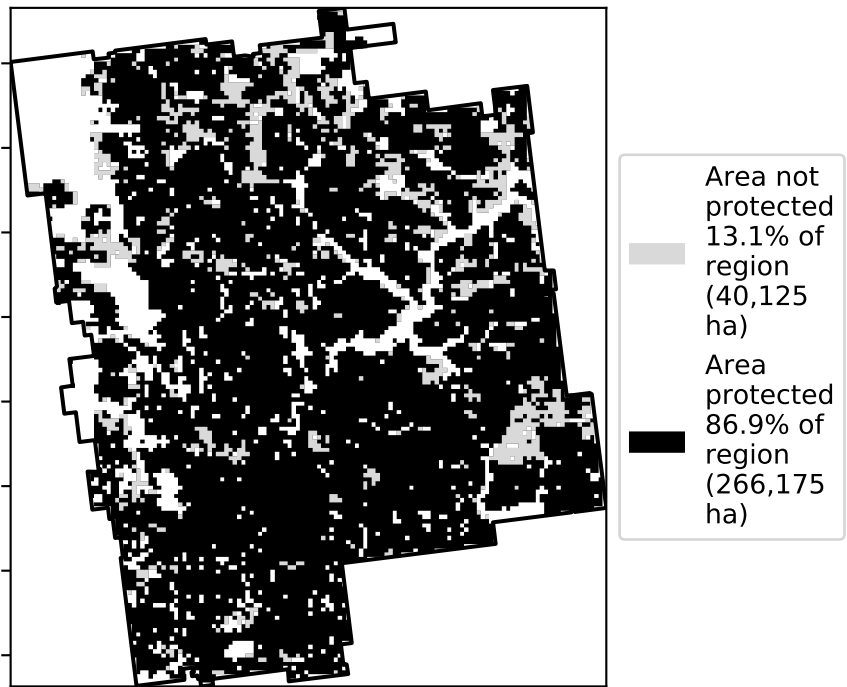 Area not
protected
13.1% of
region
(40,125
ha)
Area
protected
86.9% of
region
(266,175
ha)